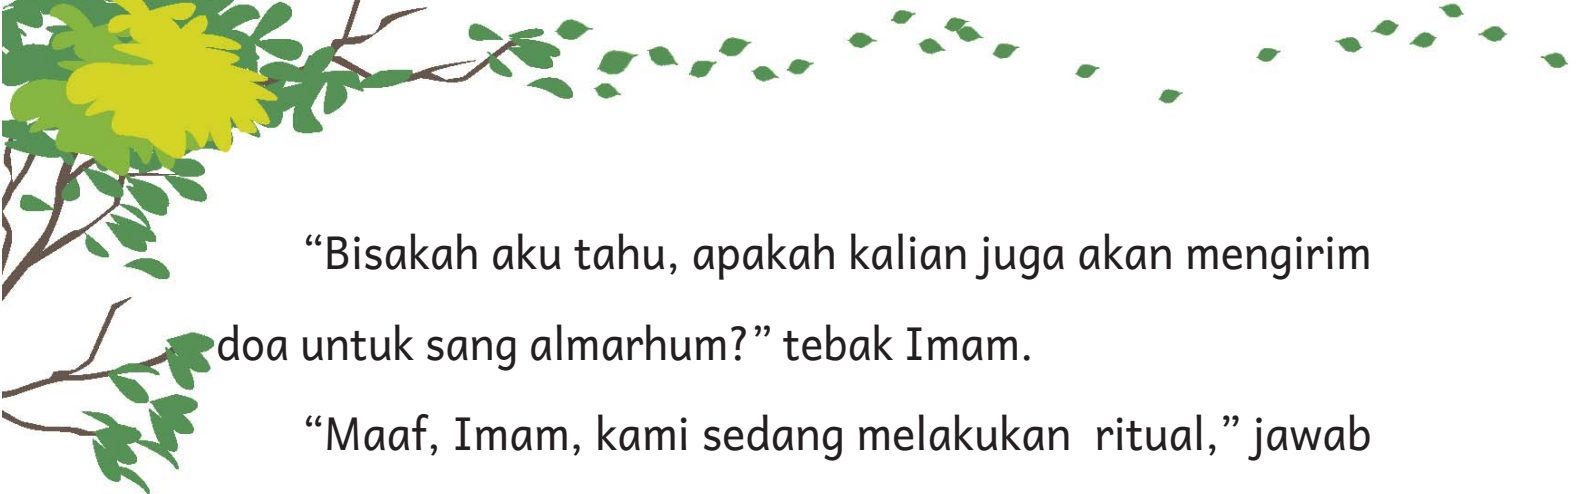 “Bisakah aku tahu, apakah kalian juga akan mengirim
doa untuk sang almarhum?” tebak Imam.
“Maaf, Imam, kami sedang melakukan  ritual,” jawab